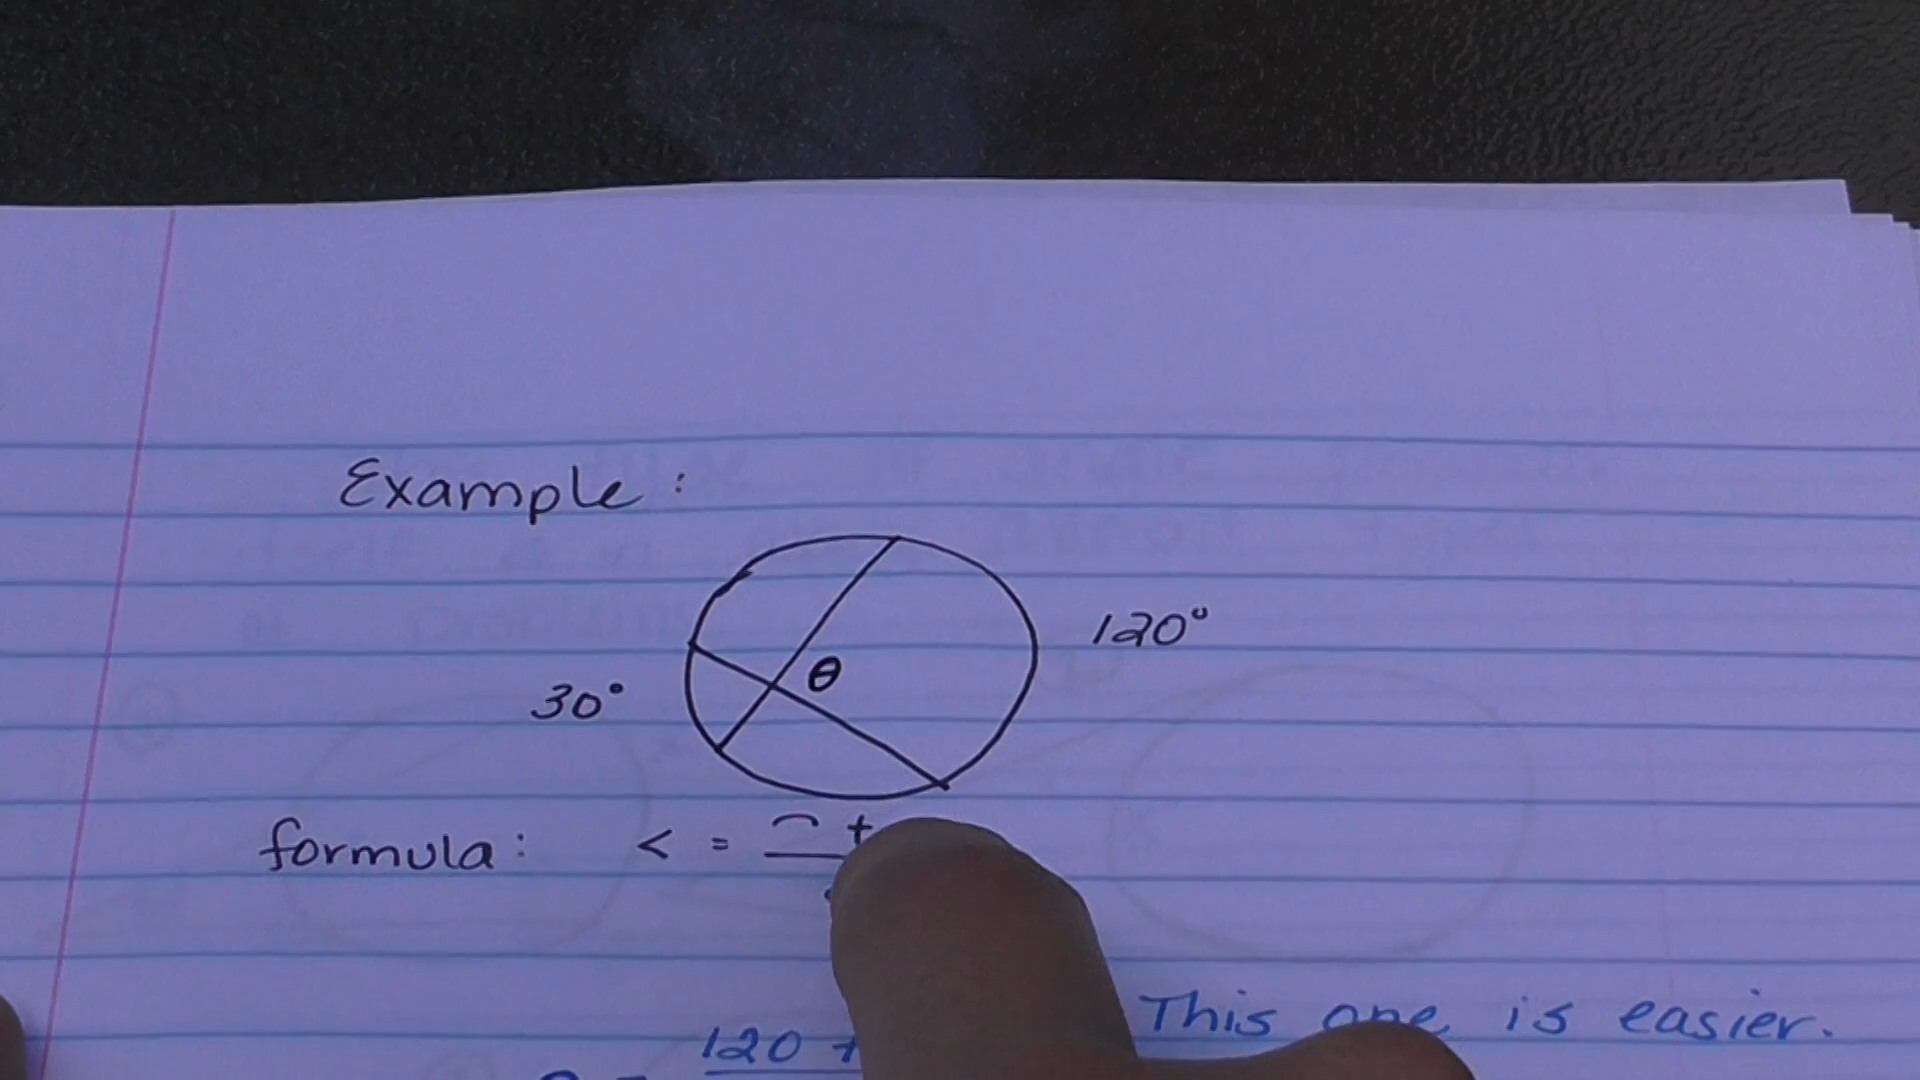 Example :
120°
θ
30°
formula : < = ⌒ +
This one is easier.
120 +